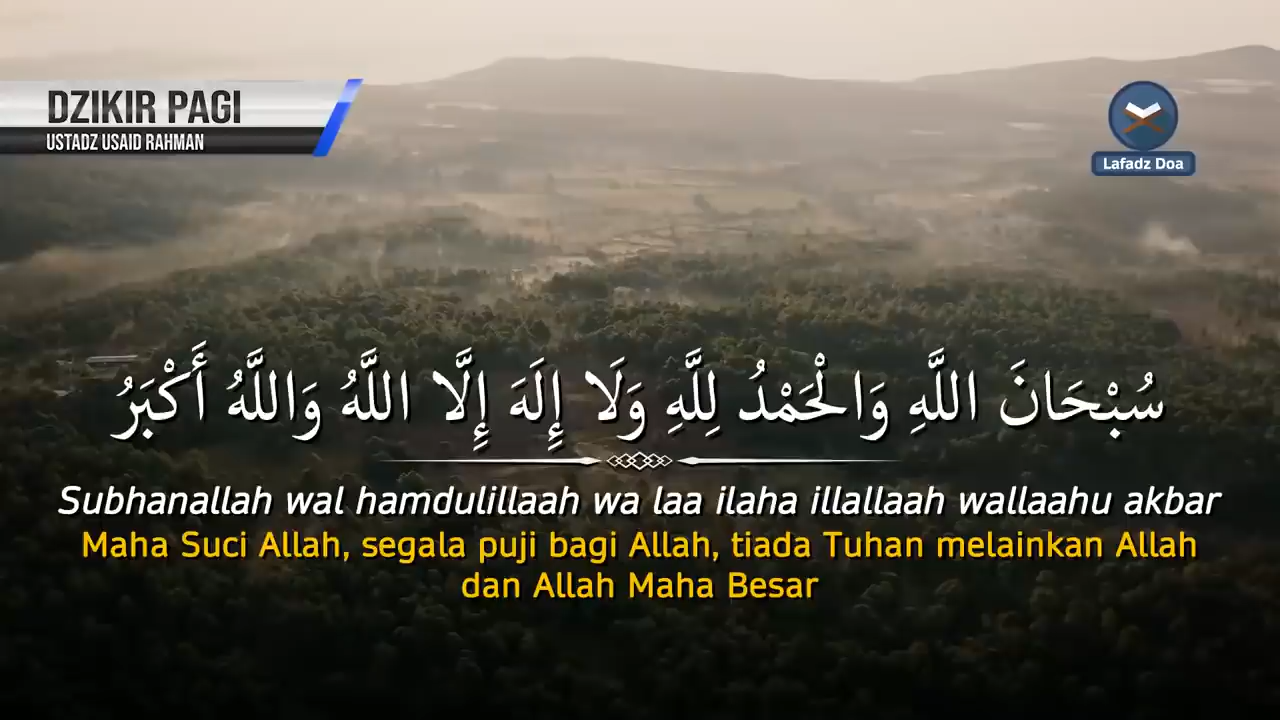 DZIKIR PAGI
USTADZ USAID RAHMAN
Lafadz Doa
سُبْحَانَ اللَّهِ وَالْحَمْدُ لِلَّهِ وَلَا إِلَهَ إِلَّا اللَّهُ وَاللَّهُ أَكْبَرُ
Subhanallah wal hamdulillaah wa laa ilaha illallaah wallaahu akbar
Maha Suci Allah, segala puji bagi Allah, tiada Tuhan melainkan Allah
dan Allah Maha Besar